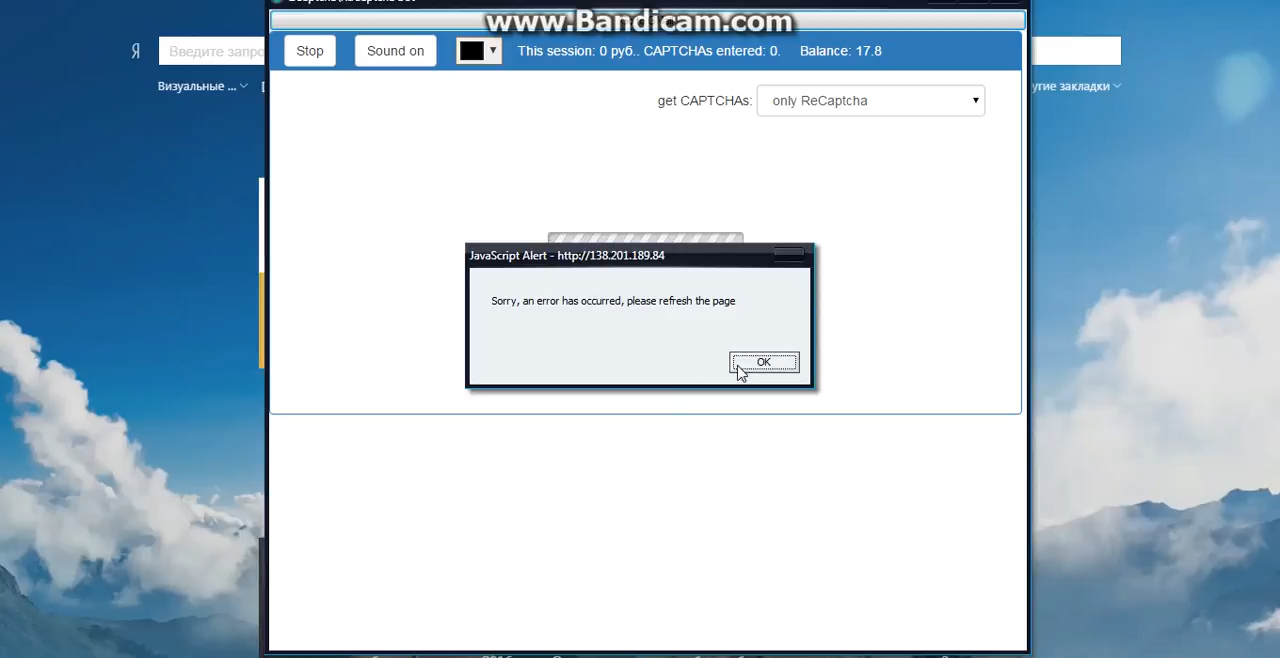 www.Bandicam.com
Я
Введите запро
Stop
Sound on
This session: 0 руб.. CAPTCHAs entered: 0.
Balance: 17.8
Визуальные ...
угие закладки
get CAPTCHAs:
only ReCaptcha
JavaScript Alert - http://138.201.189.84
Sorry, an error has occurred, please refresh the page
OK